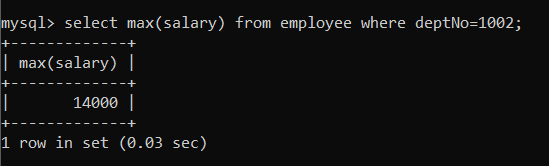 mysql> select max(salary) from employee where deptNo=1002;
+-------------+
| max(salary) |
+-------------+
|       14000 |
+-------------+
1 row in set (0.03 sec)